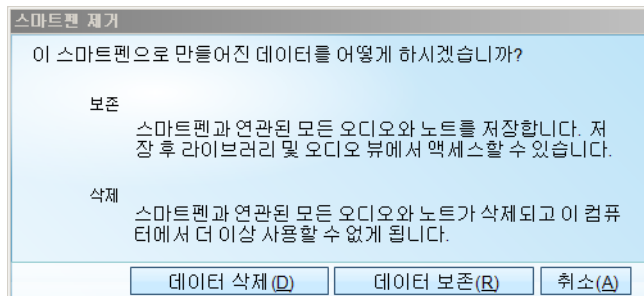 스마트펜 제거
이 스마트펜으로 만들어진 데이터를 어떻게 하시겠습니까?
보존
스마트펜과 연관된 모든 오디오와 노트를 저장합니다. 저
장 후 라이브러리 및 오디오 뷰에서 액세스할 수 있습니다.
삭제
스마트펜과 연관된 모든 오디오와 노트가 삭제되고 이 컴퓨
터에서 더 이상 사용할 수 없게 됩니다.
데이터 삭제(D) 데이터 보존(R) 취소(A)